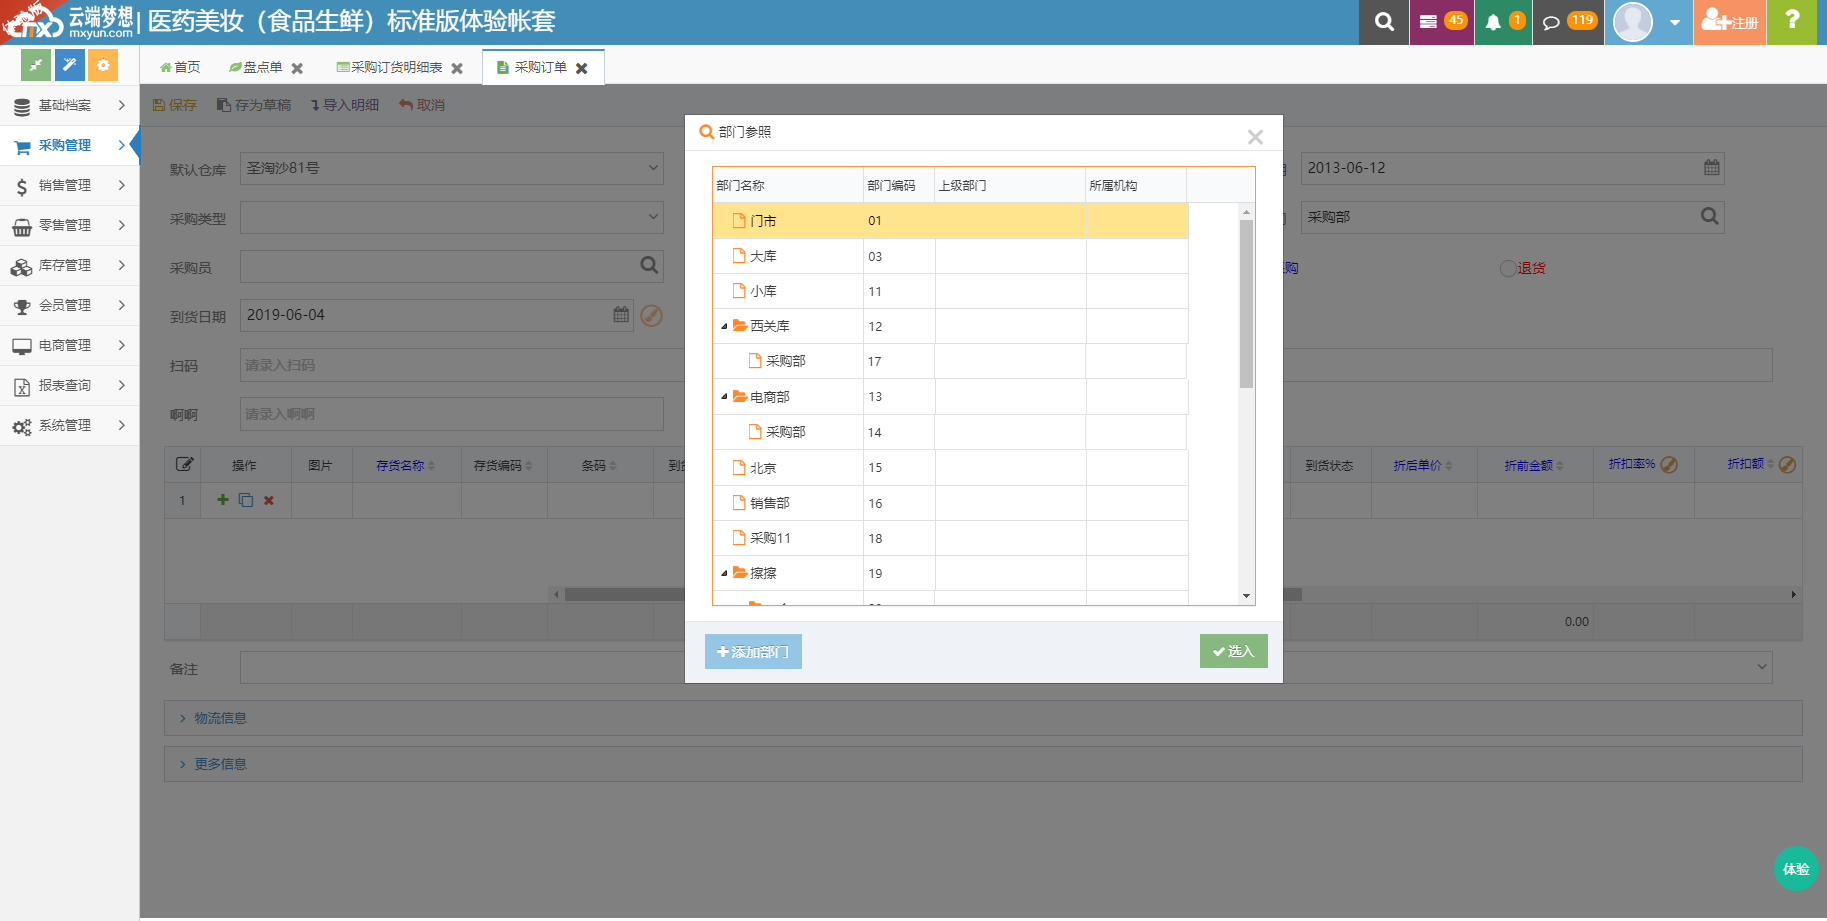 云端梦想
mxyun.com
医药美妆（食品生鲜）标准版体验帐套
45
1
119
注册
?
首页
盘点单
采购订货明细表
采购订单
基础档案
采购管理
销售管理
零售管理
库存管理
会员管理
电商管理
报表查询
系统管理
保存
存为草稿
导入明细
取消
默认仓库
圣淘沙81号
2013-06-12
采购类型
采购部
采购员
购
退货
到货日期
2019-06-04
扫码
请录入扫码
啊啊
请录入啊啊
操作
图片
存货名称
存货编码
条码
到货状态
折后单价
折前金额
折扣率%
折扣额
1
0.00
备注
物流信息
更多信息
部门参照
部门名称
部门编码
上级部门
所属机构
门市 01
大库 03
小库 11
西关库 12
采购部 17
电商部 13
采购部 14
北京 15
销售部 16
采购11 18
擦擦 19
添加部门
选入
体验